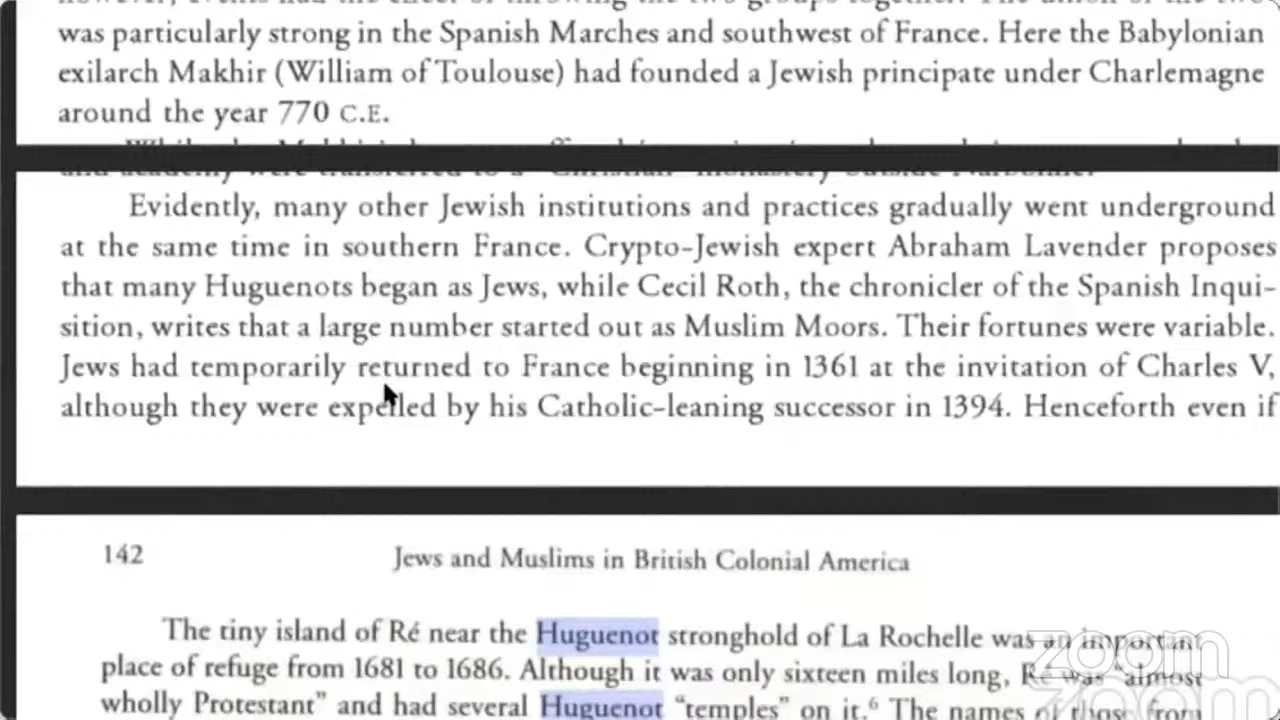 was particularly strong in the Spanish Marches and southwest of France. Here the Babylonian
exilarch Makhir (William of Toulouse) had founded a Jewish principate under Charlemagne
around the year 770 C.E.
Evidently, many other Jewish institutions and practices gradually went underground
at the same time in southern France. Crypto-Jewish expert Abraham Lavender proposes
that many Huguenots began as Jews, while Cecil Roth, the chronicler of the Spanish Inqui-
sition, writes that a large number started out as Muslim Moors. Their fortunes were variable.
Jews had temporarily returned to France beginning in 1361 at the invitation of Charles V,
although they were expelled by his Catholic-leaning successor in 1394. Henceforth even if
142 Jews and Muslims in British Colonial America
The tiny island of Ré near the Huguenot stronghold of La Rochelle was an important
place of refuge from 1681 to 1686. Although it was only sixteen miles long, Ré was "almost
wholly Protestant" and had several Huguenot "temples" on it.6 The names of those from
zoom
zoom